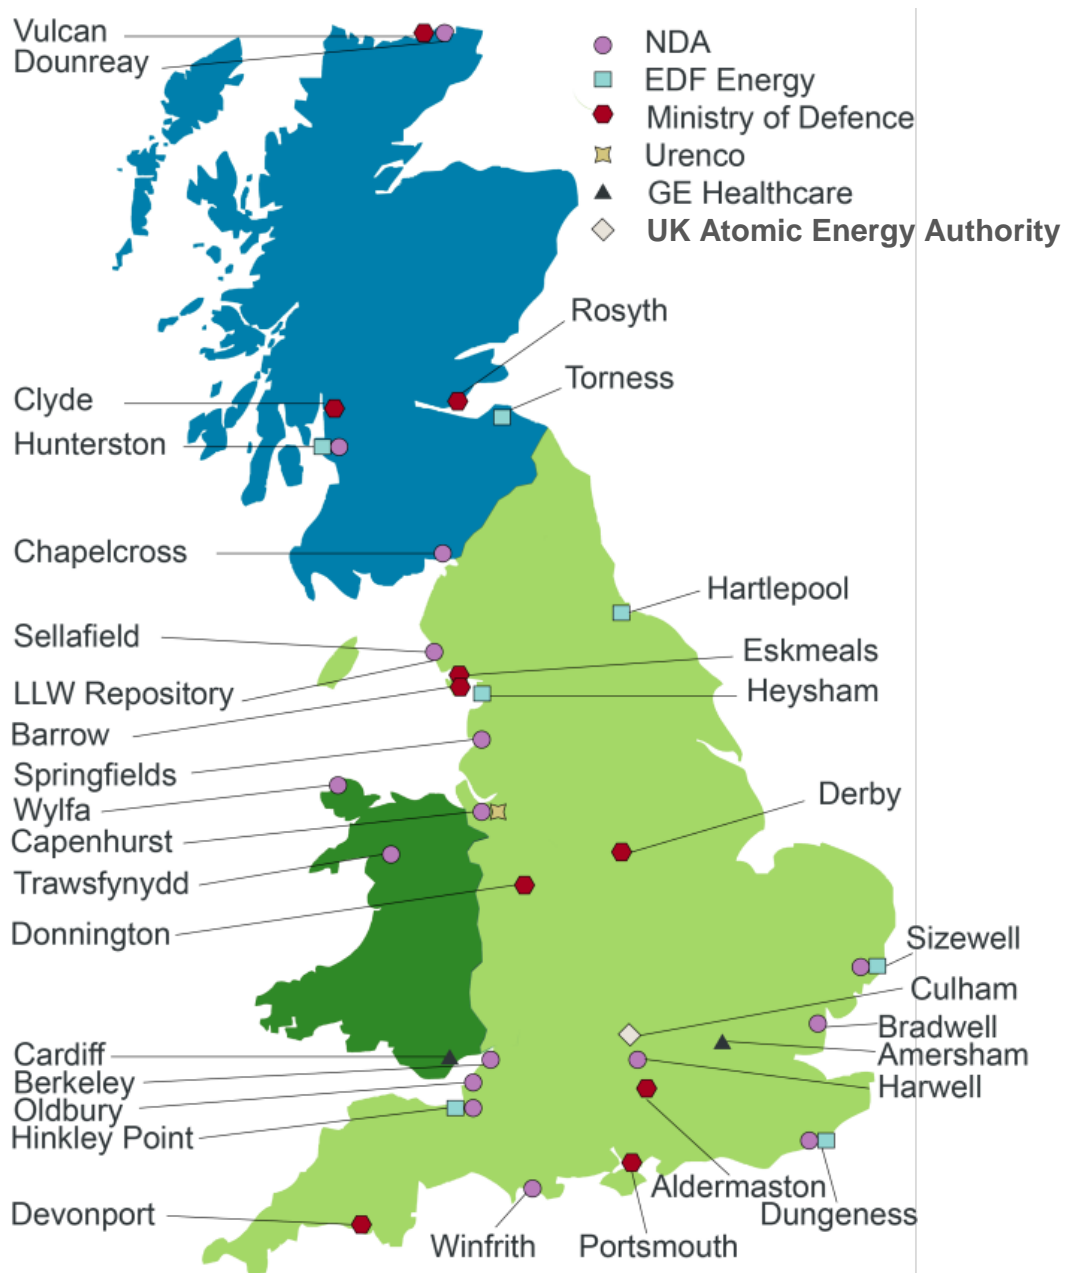 Vulcan
Dounreay
NDA
EDF Energy
Ministry of Defence
Urenco
GE Healthcare
UK Atomic Energy Authority
Rosyth
Torness
Clyde
Hunterston
Chapelcross
Hartlepool
Sellafield
Eskmeals
LLW Repository
Heysham
Barrow
Springfields
Wylfa
Derby
Capenhurst
Trawsfynydd
Donnington
Sizewell
Culham
Bradwell
Cardiff
Amersham
Berkeley
Harwell
Oldbury
Hinkley Point
Aldermaston
Devonport
Dungeness
Winfrith
Portsmouth